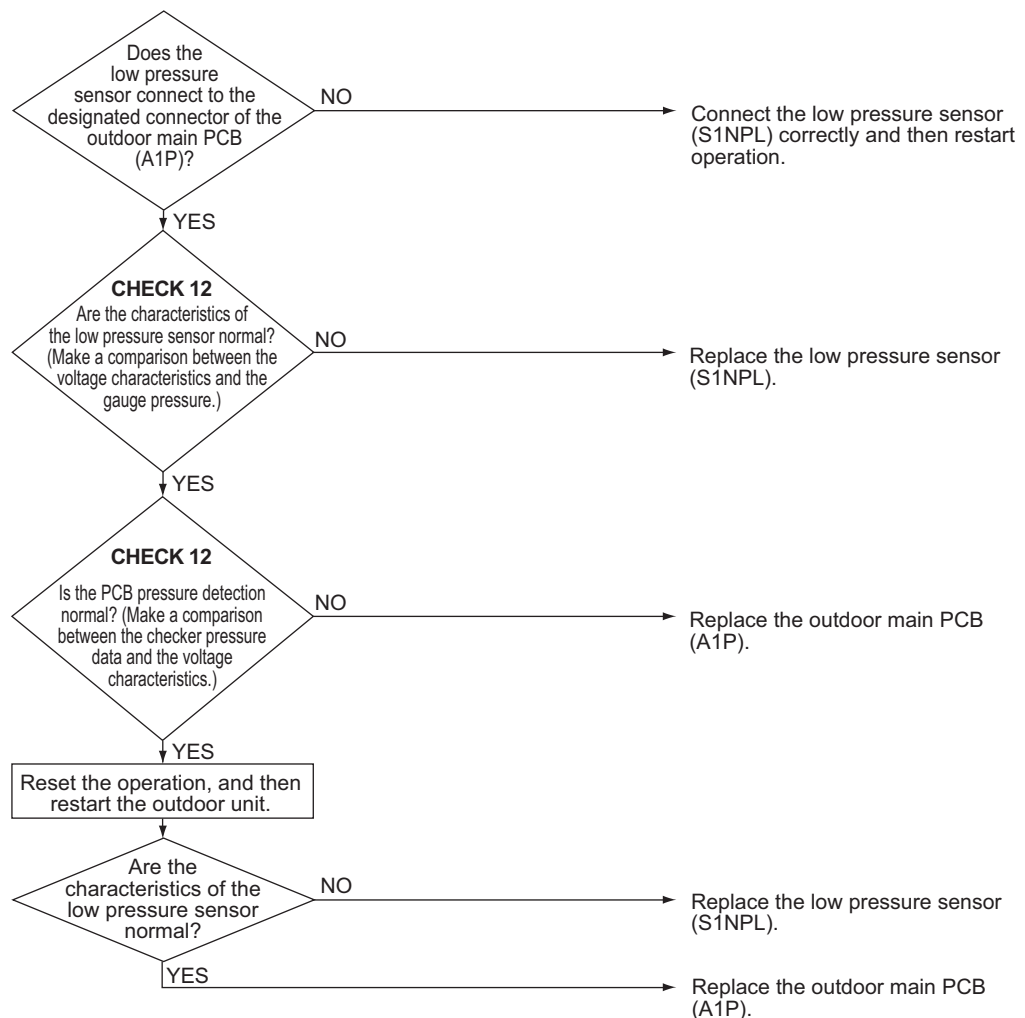 Does the
low pressure
sensor connect to the
designated connector of the
outdoor main PCB
(A1P)?
NO
Connect the low pressure sensor
(S1NPL) correctly and then restart
operation.
YES
CHECK 12
Are the characteristics of
the low pressure sensor normal?
(Make a comparison between the
voltage characteristics and the
gauge pressure.)
NO
Replace the low pressure sensor
(S1NPL).
YES
CHECK 12
Is the PCB pressure detection
normal? (Make a comparison
between the checker pressure
data and the voltage
characteristics.)
NO
Replace the outdoor main PCB
(A1P).
YES
Reset the operation, and then
restart the outdoor unit.
Are the
characteristics of the
low pressure sensor
normal?
NO
Replace the low pressure sensor
(S1NPL).
YES
Replace the outdoor main PCB
(A1P).